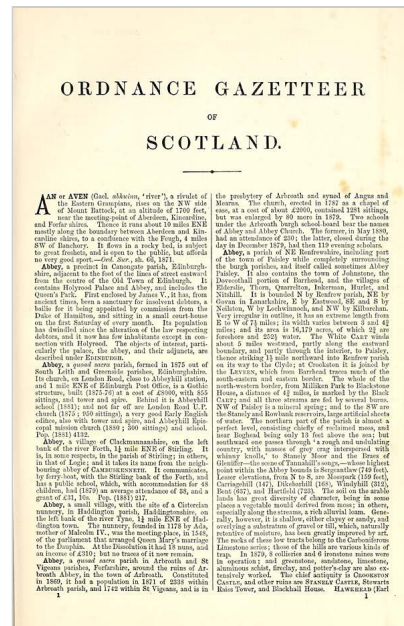 ORDNANCE GAZETTEER
OF
SCOTLAND.
AAN or AVEN (Gael. abhuinn, 'river'), a rivulet of
the Eastern Grampians, rises on the NW side
of Mount Battock, at an altitude of 1700 feet,
near the meeting-point of Aberdeen, Kincardine,
and Forfar shires. Thence it runs about 10 miles ENE
mostly along the boundary between Aberdeen and Kin-
cardine shires, to a confluence with the Feugh, 4 miles
SW of Banchory. It flows in a rocky bed, is subject
to great freshets, and is open to the public, but affords
no very good sport.—Ord. Sur., sh. 66, 1871.
Abbey, a precinct in Canongate parish, Edinburgh-
shire, adjacent to the foot of the lines of street eastward
from the centre of the Old Town of Edinburgh. It
contains Holyrood Palace and Abbey, and includes the
Queen's Park. First enclosed by James V., it has, from
ancient times, been a sanctuary for insolvent debtors, a
bailie for it being appointed by commission from the
Duke of Hamilton, and sitting in a small court-house
on the first Saturday of every month. Its population
has dwindled since the alteration of the law respecting
debtors, and it now has few inhabitants except in con-
nection with Holyrood. The objects of interest, parti-
cularly the palace, the abbey, and their adjuncts, are
described under EDINBURGH.
Abbey, a quoad sacra parish, formed in 1875 out of
South Leith and Greenside parishes, Edinburghshire.
Its church, on London Road, close to Abbeyhill station,
and 1 mile ENE of Edinburgh Post Office, is a Gothic
structure, built (1875-76) at a cost of £8000, with 855
sittings, and tower and spire. Behind it is Abbeyhill
school (1881); and not far off are London Road U.P.
church (1875; 950 sittings), a very good Early English
edifice, also with tower and spire, and Abbeyhill Epis-
copal mission church (1880; 300 sittings) and school.
Pop. (1881) 4132.
Abbey, a village of Clackmannanshire, on the left
bank of the river Forth, 1¼ mile ENE of Stirling. It
is, in respect of church, in the parish of Stirling; in others,
in that of Logie; and it takes its name from the neigh-
bouring abbey of CAMBUSKENNETH. It communicates,
by ferry-boat, with the Stirling bank of the Forth, and
has a public school, which, with accommodation for 48
children, had (1879) an average attendance of 38, and a
grant of £31, 10s. Pop. (1881) 217.
Abbey, a small village, with the site of a Cistercian
nunnery, in Haddington parish, Haddingtonshire, on
the left bank of the river Tyne, 1½ mile ENE of Had-
dington town. The nunnery, founded in 1178 by Ada,
mother of Malcolm IV., was the meeting-place, in 1548,
of the parliament that arranged Queen Mary's marriage
to the Dauphin. At the Dissolution it had 18 nuns, and
an income of £310; but no traces of it now remain.
Abbey, a quoad sacra parish in Arbroath and St
Vigeans parishes, Forfarshire, around the ruins of Ar-
broath Abbey, in the town of Arbroath. Constituted
in 1869, it had a population in 1871 of 2338 within
Arbroath parish, and 1742 within St Vigeans, and is in
the presbytery of Arbroath and synod of Angus and
Mearns. The church, erected in 1787 as a chapel of
ease, at a cost of about £2000, contained 1281 sittings,
but was enlarged by 80 more in 1879. Two schools
under the Arbroath burgh school-board bear the names
of Abbey and Abbey Church. The former, in May 1880,
had an attendance of 230; the latter, closed during the
day in December 1879, had then 119 evening scholars.
Abbey, a parish of NE Renfrewshire, including part
of the town of Paisley while completely surrounding
the burgh parishes, and itself called sometimes Abbey
Paisley. It also contains the town of Johnstone, the
Dovecothall portion of Barrhead, and the villages of
Elderslie, Thorn, Quarrelton, Inkerman, Hurlet, and
Nitshill. It is bounded N by Renfrew parish, NE by
Govan in Lanarkshire, E by Eastwood, SE and S by
Neilston, W by Lochwinnoch, and NW by Kilbarchan.
Very irregular in outline, it has an extreme length from
E to W of 7½ miles; its width varies between 3 and 4½
miles; and its area is 16,179 acres, of which 2¾ are
foreshore and 252½ water. The WHITE CART winds
about 5 miles westward, partly along the eastward
boundary, and partly through the interior, to Paisley,
thence striking 1¼ mile northward into Renfrew parish
on its way to the Clyde; at Crookston it is joined by
the LEVERN, which from Barrhead traces much of the
south-eastern and eastern border. The whole of the
north-western border, from Milliken Park to Blackstone
House, a distance of 4¾ miles, is marked by the Black
CART; and all three streams are fed by several burns.
NW of Paisley is a mineral spring; and to the SW are
the Stanely and Rowbank reservoirs, large artificial sheets
of water. The northern part of the parish is almost a
perfect level, consisting chiefly of reclaimed moss, and
near Boghead being only 13 feet above the sea; but
southward one passes through 'a rough and undulating
country, with masses of grey crag interspersed with
whinny knolls,' to Stanely Moor and the Braes of
Gleniffer—the scene of Tannahill's songs,—whose highest
point within the Abbey bounds is Sergeantlaw (749 feet).
Lesser elevations, from N to S, are Mosspark (159 feet),
Carriaghill (147), Dikebarhill (168), Windyhill (312),
Bent (637), and Hartfield (723). The soil on the arable
lands has great diversity of character, being in some
places a vegetable mould derived from moss; in others,
especially along the streams, a rich alluvial loam. Gene-
rally, however, it is shallow, either clayey or sandy, and
overlying a substratum of gravel or till, which, naturally
retentive of moisture, has been greatly improved by art.
The rocks of these low tracts belong to the Carboniferous
Limestone series; those of the hills are various kinds of
trap. In 1879, 8 collieries and 6 ironstone mines were
in operation; and greenstone, sandstone, limestone,
aluminous schist, fireclay, and potter's-clay are also ex-
tensively worked. The chief antiquity is CROOKSTON
CASTLE, and other ruins are STANELY CASTLE, Stewarts
Raiss Tower, and Blackhall House. HAWKHEAD (Earl
1
1